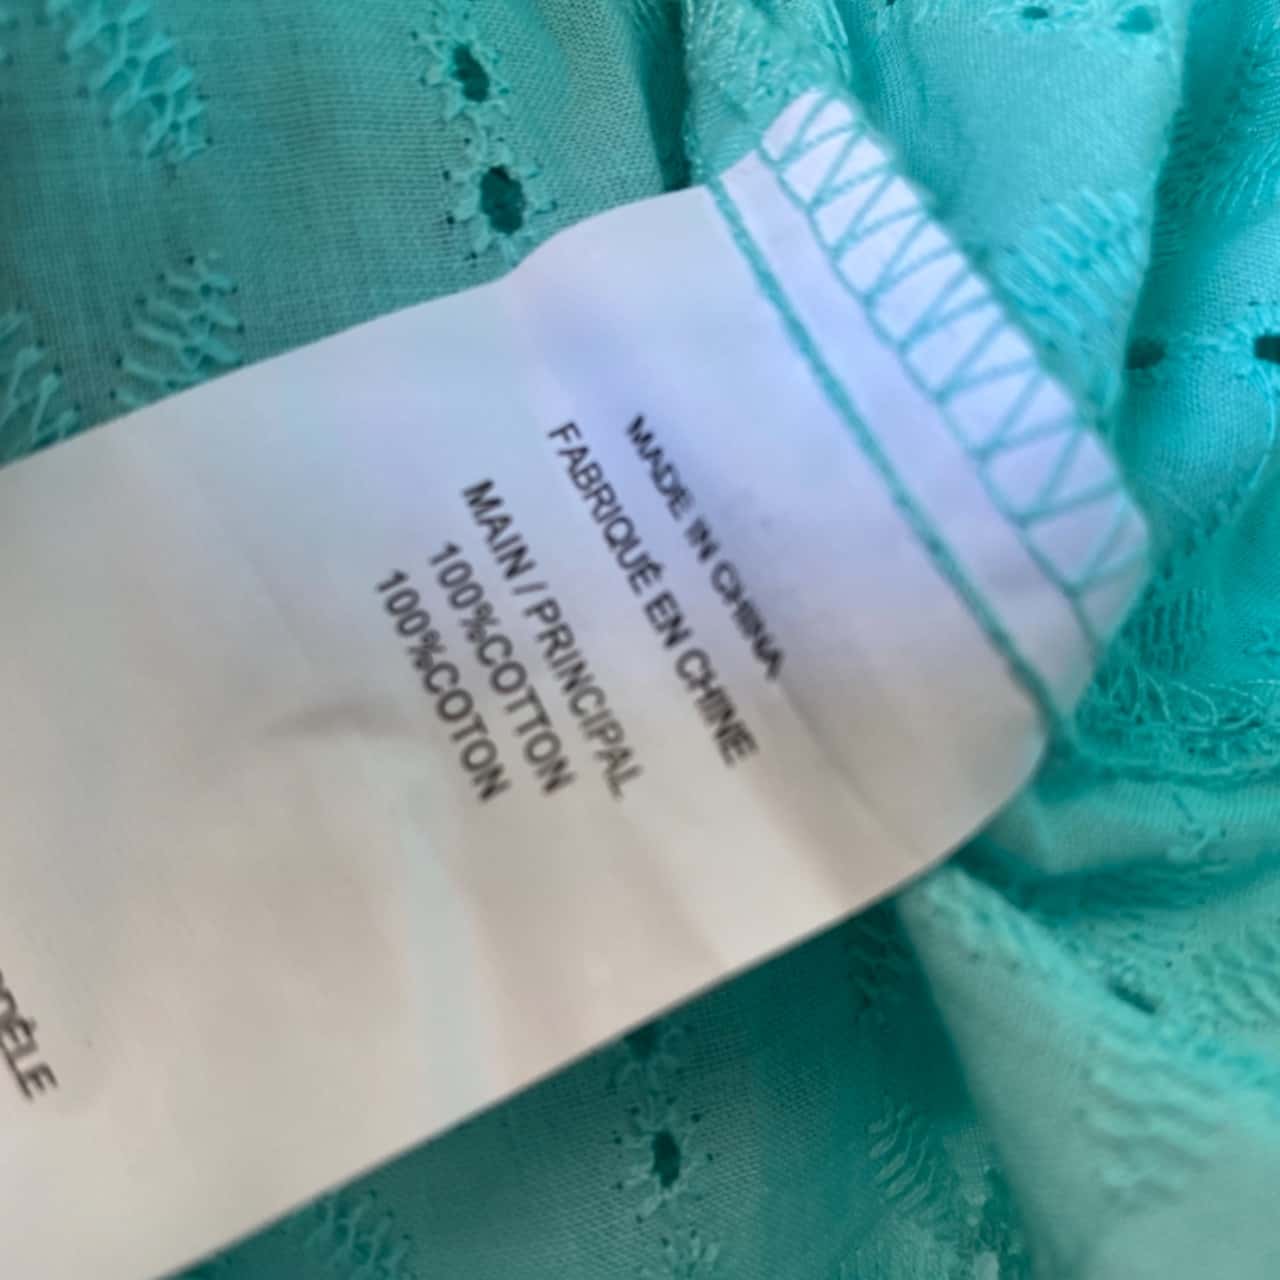 MADE IN CHINA
FABRIQUÉ EN CHINE
MAIN / PRINCIPAL
100%COTTON
100%COTON